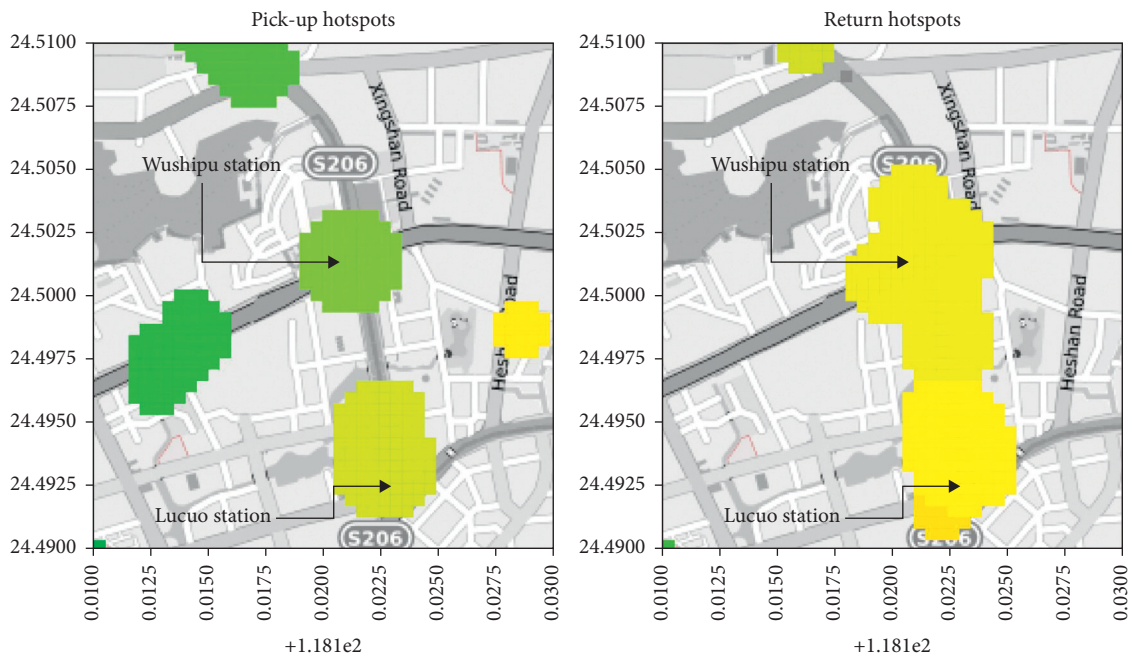 Pick-up hotspots
24.5100
24.5075
24.5050
24.5025
24.5000
24.4975
24.4950
24.4925
24.4900
Wushipu station
S206
Xingshan Road
Heshan Road
Lucuo station
S206
0.0100
0.0125
0.0150
0.0175
0.0200
0.0225
0.0250
0.0275
0.0300
+1.181e2
Return hotspots
24.5100
24.5075
24.5050
24.5025
24.5000
24.4975
24.4950
24.4925
24.4900
Wushipu station
S206
Xingshan Road
Heshan Road
Lucuo station
S206
0.0100
0.0125
0.0150
0.0175
0.0200
0.0225
0.0250
0.0275
0.0300
+1.181e2